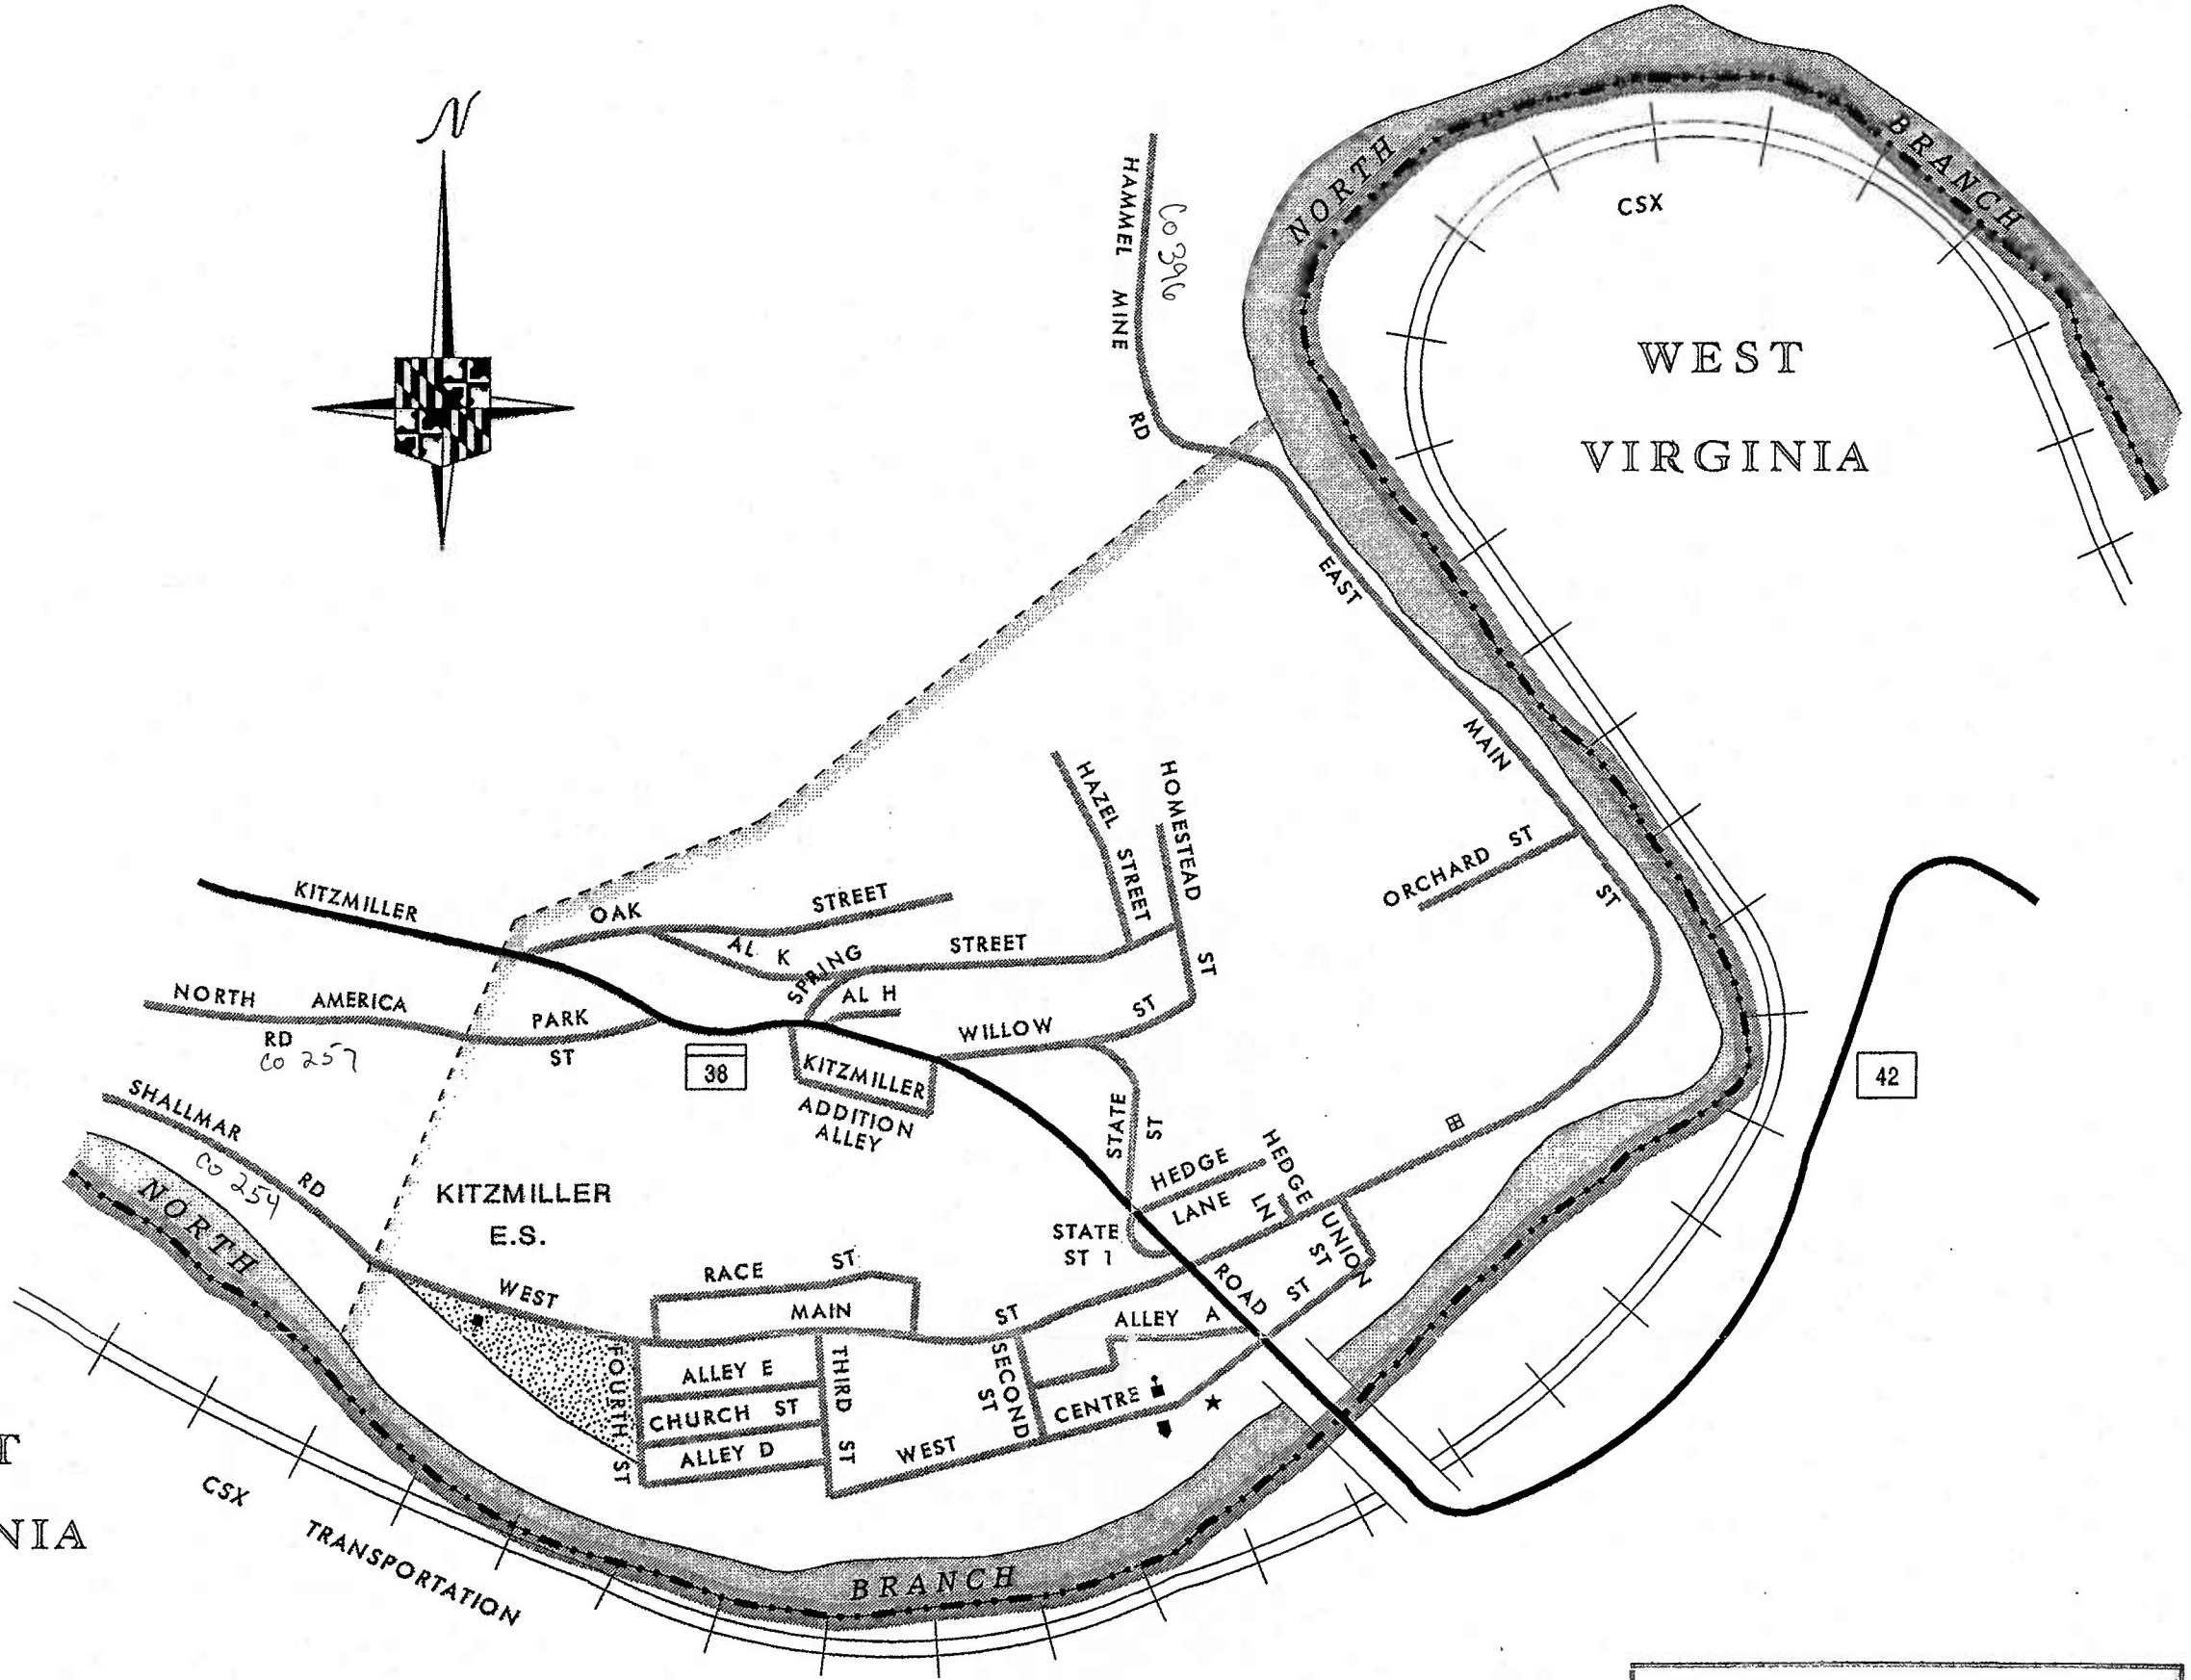 N
HAMMEL MINE RD
Co 396
NORTH BRANCH
CSX
WEST
VIRGINIA
EAST MAIN ST
ORCHARD ST
HAZEL STREET
HOMESTEAD ST
KITZMILLER
OAK STREET
AL K
SPRING STREET
AL H
NORTH AMERICA
RD
Co 257
PARK
ST
38
WILLOW ST
KITZMILLER
ADDITION
ALLEY
42
SHALLMAR RD
Co 254
STATE ST
HEDGE
LANE
HEDGE
LN
KITZMILLER
E.S.
STATE
ST 1
UNION
ST
NORTH
WEST MAIN ST
RACE ST
ROAD
ALLEY A
ST
FOURTH ST
ALLEY E
THIRD ST
SECOND
ST
CHURCH ST
CENTRE
ALLEY D
WEST
T
NIA
CSX
TRANSPORTATION
BRANCH